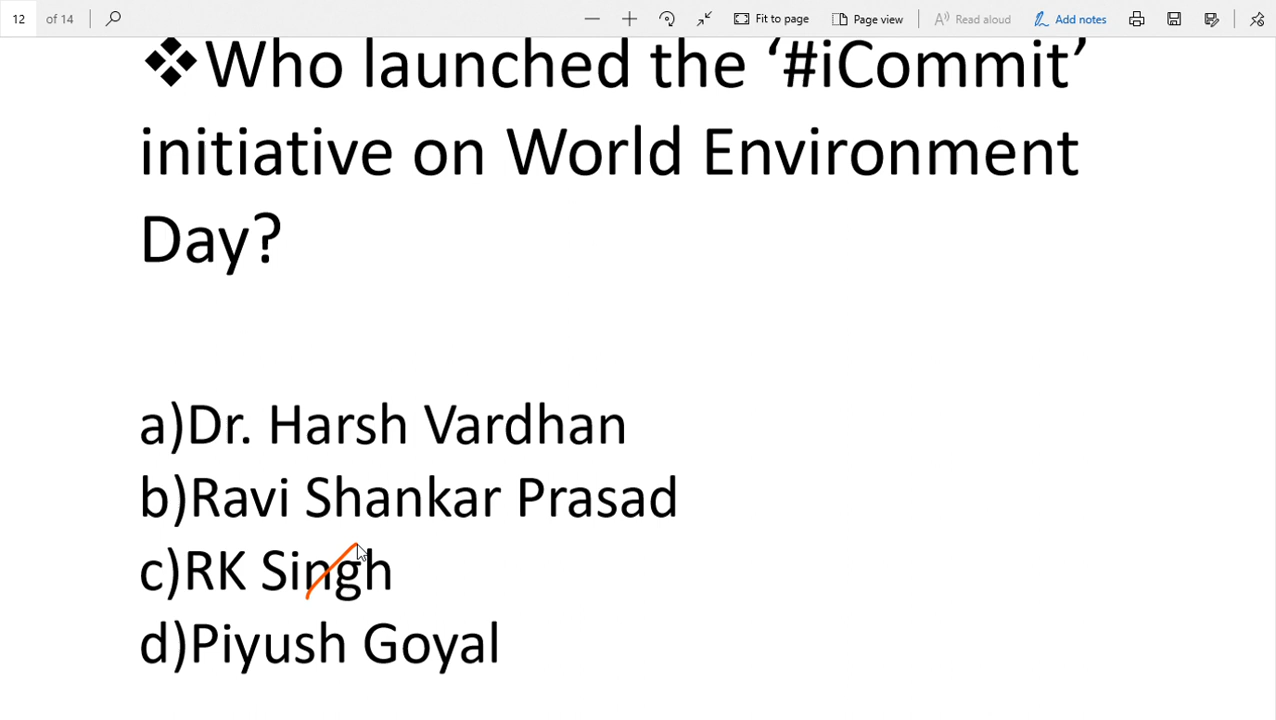 12 of 14 Fit to page Page view Read aloud Add notes
❖Who launched the ‘#iCommit’
initiative on World Environment
Day?
a)Dr. Harsh Vardhan
b)Ravi Shankar Prasad
c)RK Singh
d)Piyush Goyal